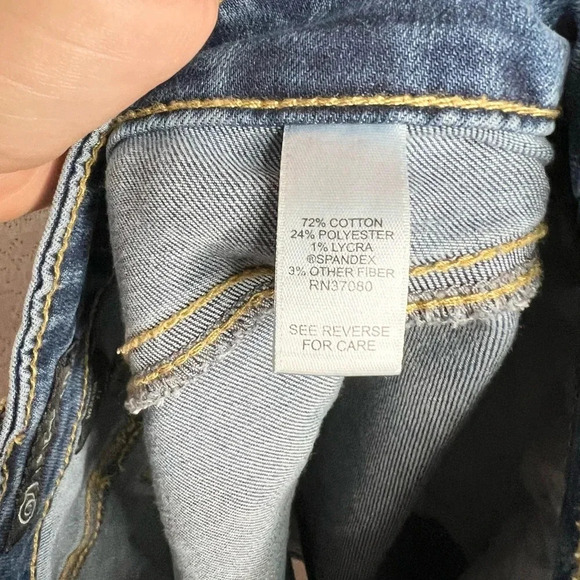 72% COTTON
24% POLYESTER
1% LYCRA
®SPANDEX
3% OTHER FIBER
RN37080
SEE REVERSE
FOR CARE